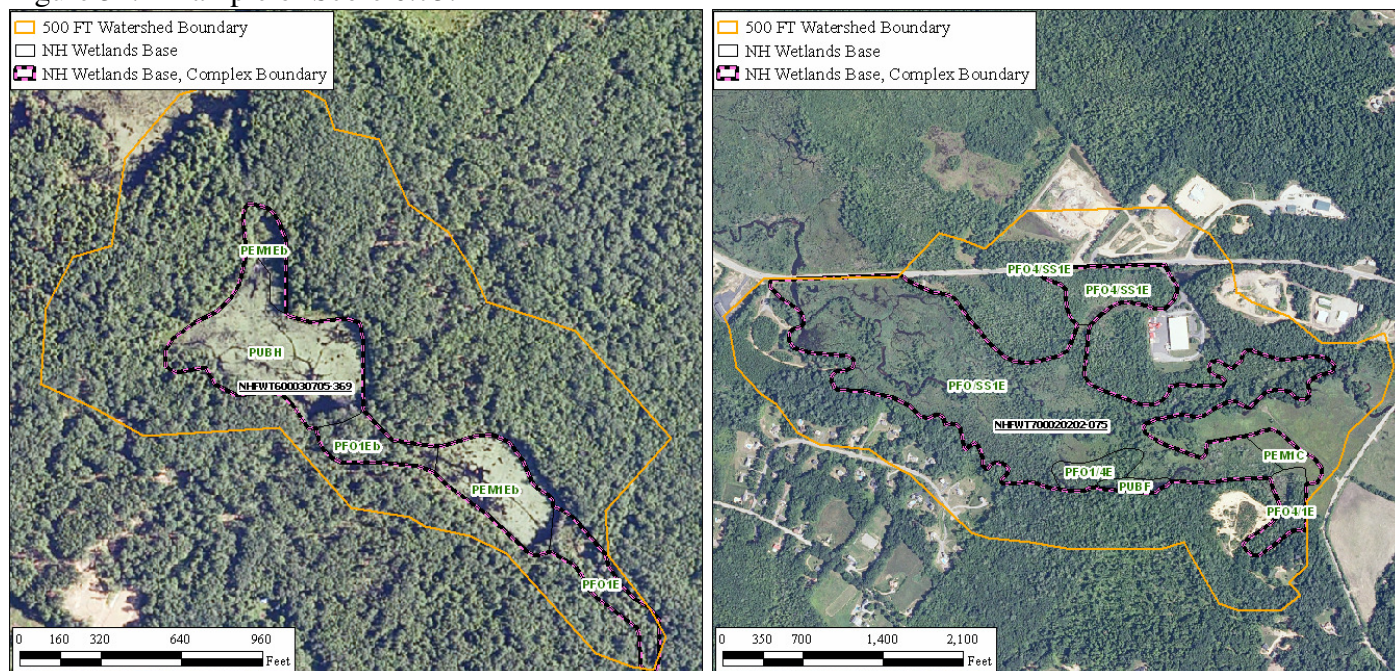 500 FT Watershed Boundary
NH Wetlands Base
NH Wetlands Base, Complex Boundary
PEM1Eb
PUBH
NHFWT600030705-369
PFO1Eb
PEM1Eb
PFO1E
0 160 320 640 960
Feet
500 FT Watershed Boundary
NH Wetlands Base
NH Wetlands Base, Complex Boundary
PFO4/SS1E
PFO4/SS1E
PFO/SS1E
NHFWT700020202-075
PEM1C
PFO1/4E
PUBF
PFO4/1E
0 350 700 1,400 2,100
Feet